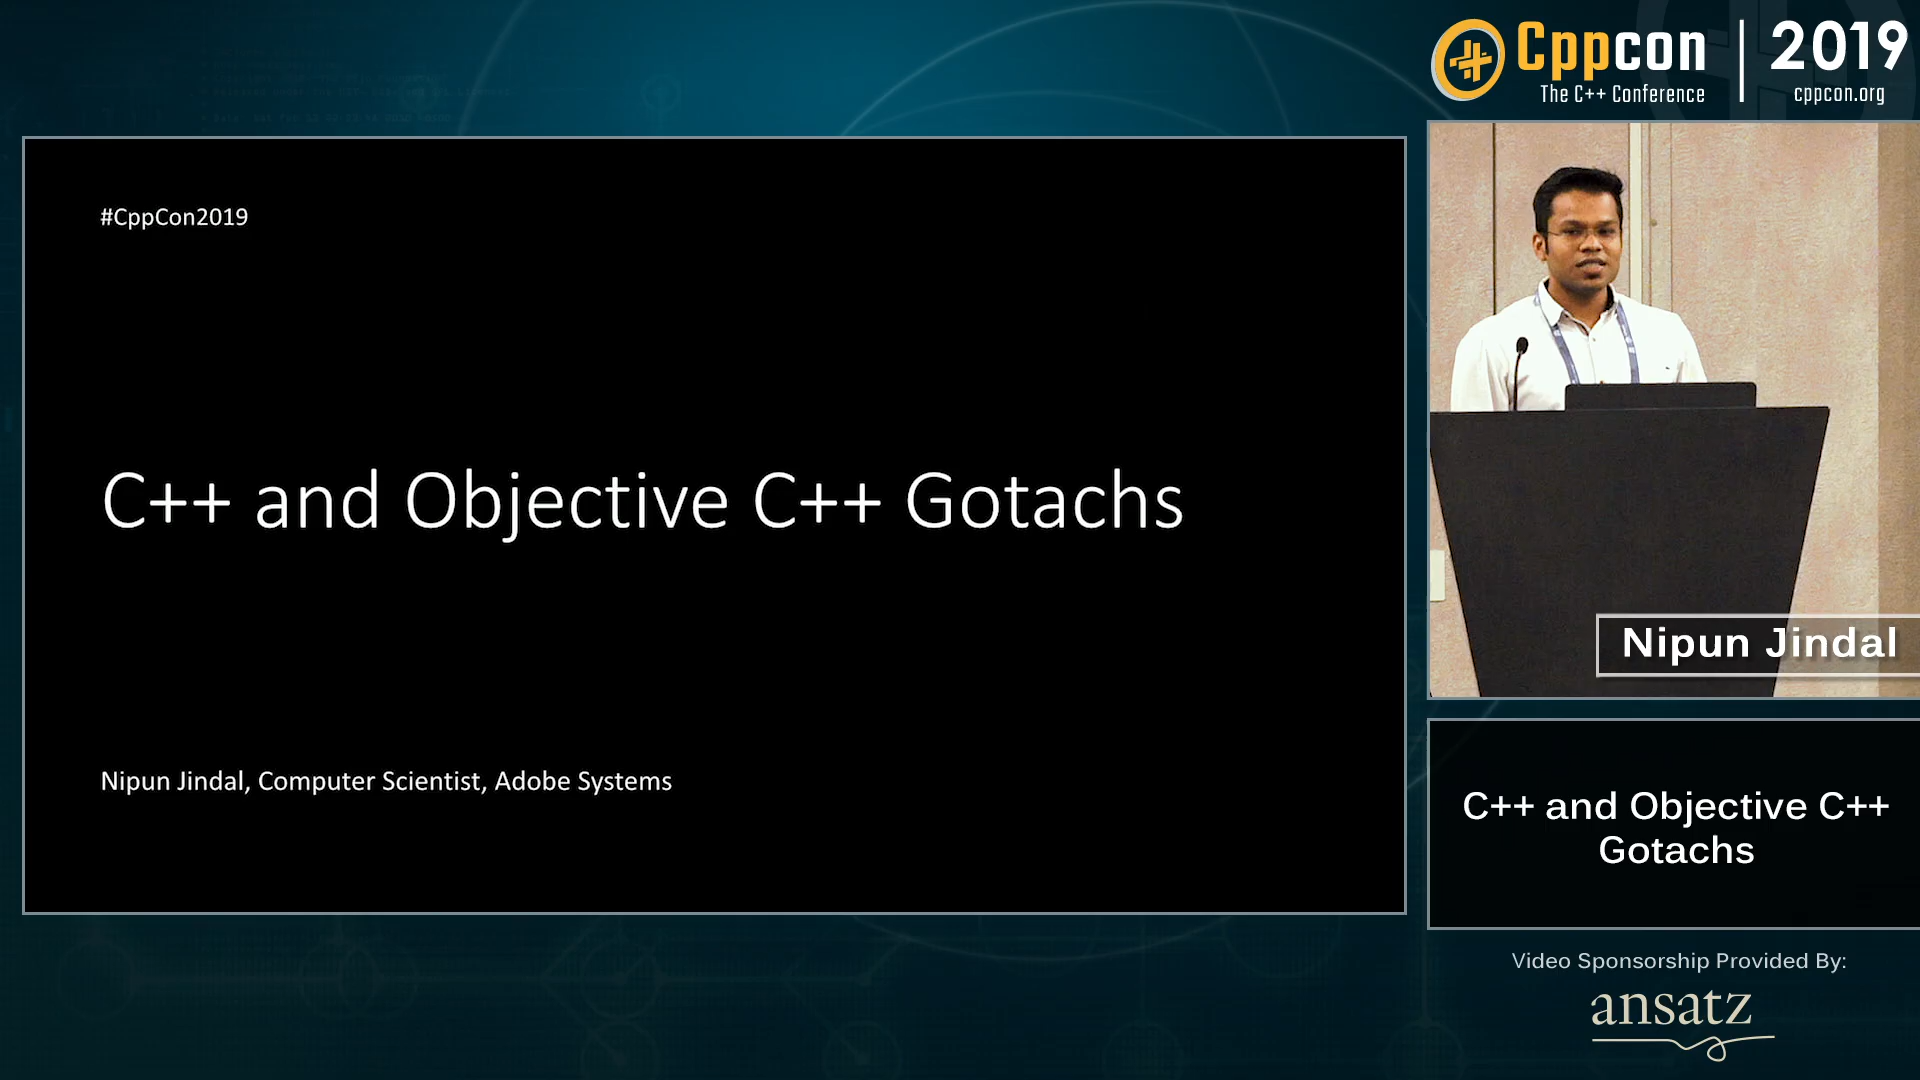 Cppcon
The C++ Conference
2019
cppcon.org
#CppCon2019
C++ and Objective C++ Gotachs
Nipun Jindal, Computer Scientist, Adobe Systems
Nipun Jindal
C++ and Objective C++
Gotachs
Video Sponsorship Provided By:
ansatz